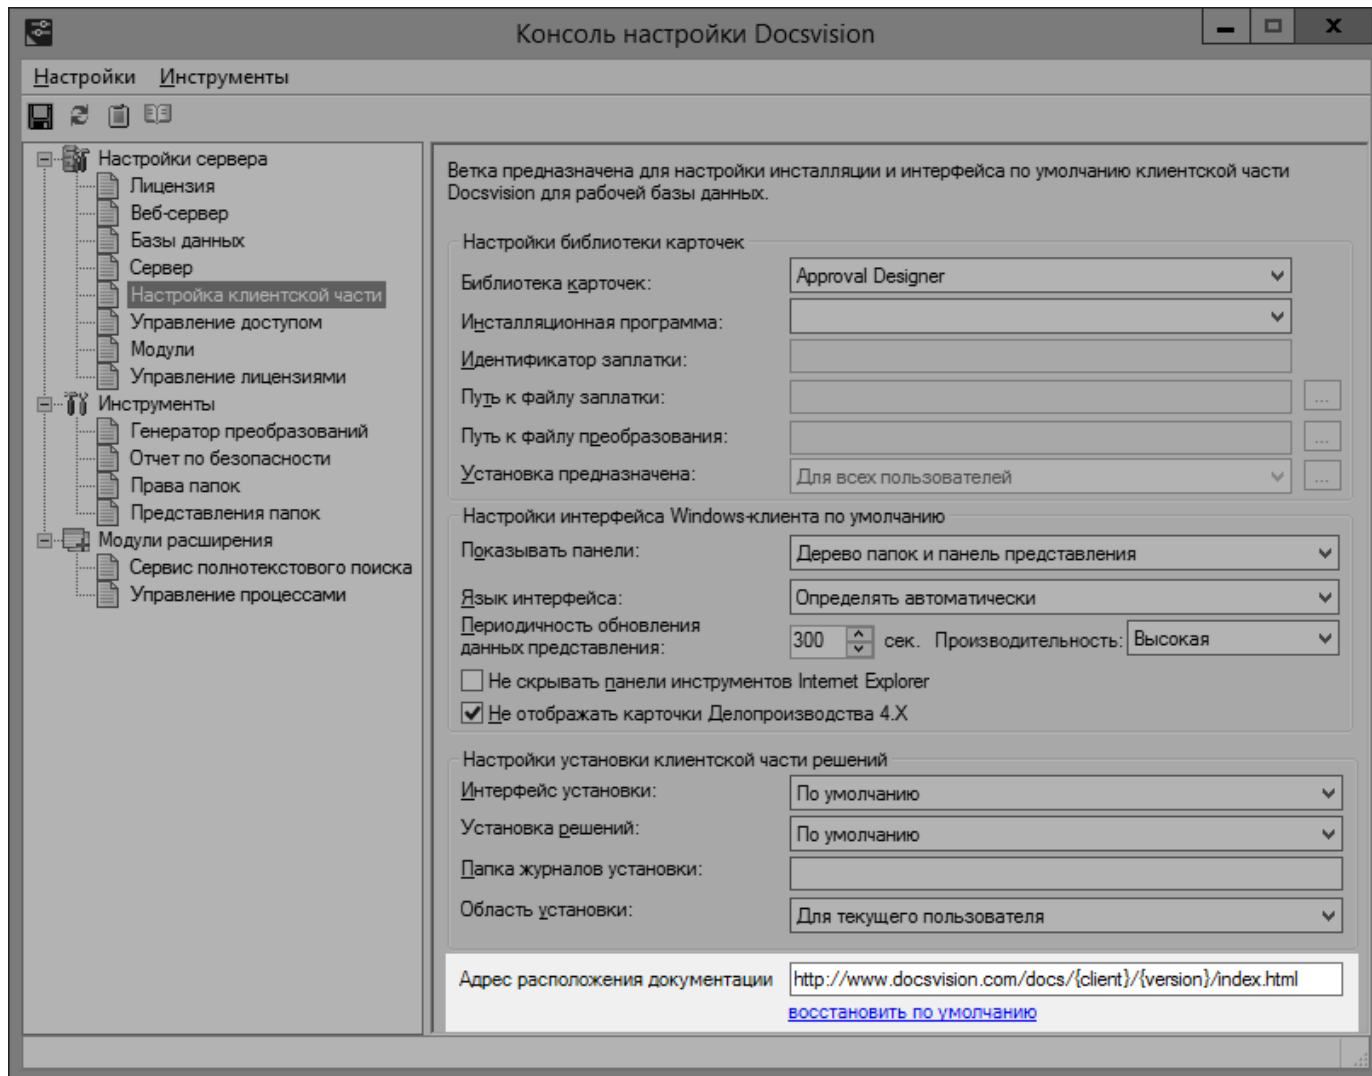 Консоль настройки Docsvision
Настройки Инструменты
Настройки сервера
Лицензия
Веб-сервер
Базы данных
Сервер
Настройка клиентской части
Управление доступом
Модули
Управление лицензиями
Инструменты
Генератор преобразований
Отчет по безопасности
Права папок
Представления папок
Модули расширения
Сервис полнотекстового поиска
Управление процессами
Ветка предназначена для настройки инсталляции и интерфейса по умолчанию клиентской части
Docsvision для рабочей базы данных.
Настройки библиотеки карточек
Библиотека карточек: Approval Designer
Инсталляционная программа:
Идентификатор заплатки:
Путь к файлу заплатки: ...
Путь к файлу преобразования: ...
Установка предназначена: Для всех пользователей ...
Настройки интерфейса Windows-клиента по умолчанию
Показывать панели: Дерево папок и панель представления
Язык интерфейса: Определять автоматически
Периодичность обновления
данных представления: 300 сек. Производительность: Высокая
Не скрывать панели инструментов Internet Explorer
Не отображать карточки Делопроизводства 4.X
Настройки установки клиентской части решений
Интерфейс установки: По умолчанию
Установка решений: По умолчанию
Папка журналов установки:
Область установки: Для текущего пользователя
Адрес расположения документации http://www.docsvision.com/docs/{client}/{version}/index.html
восстановить по умолчанию